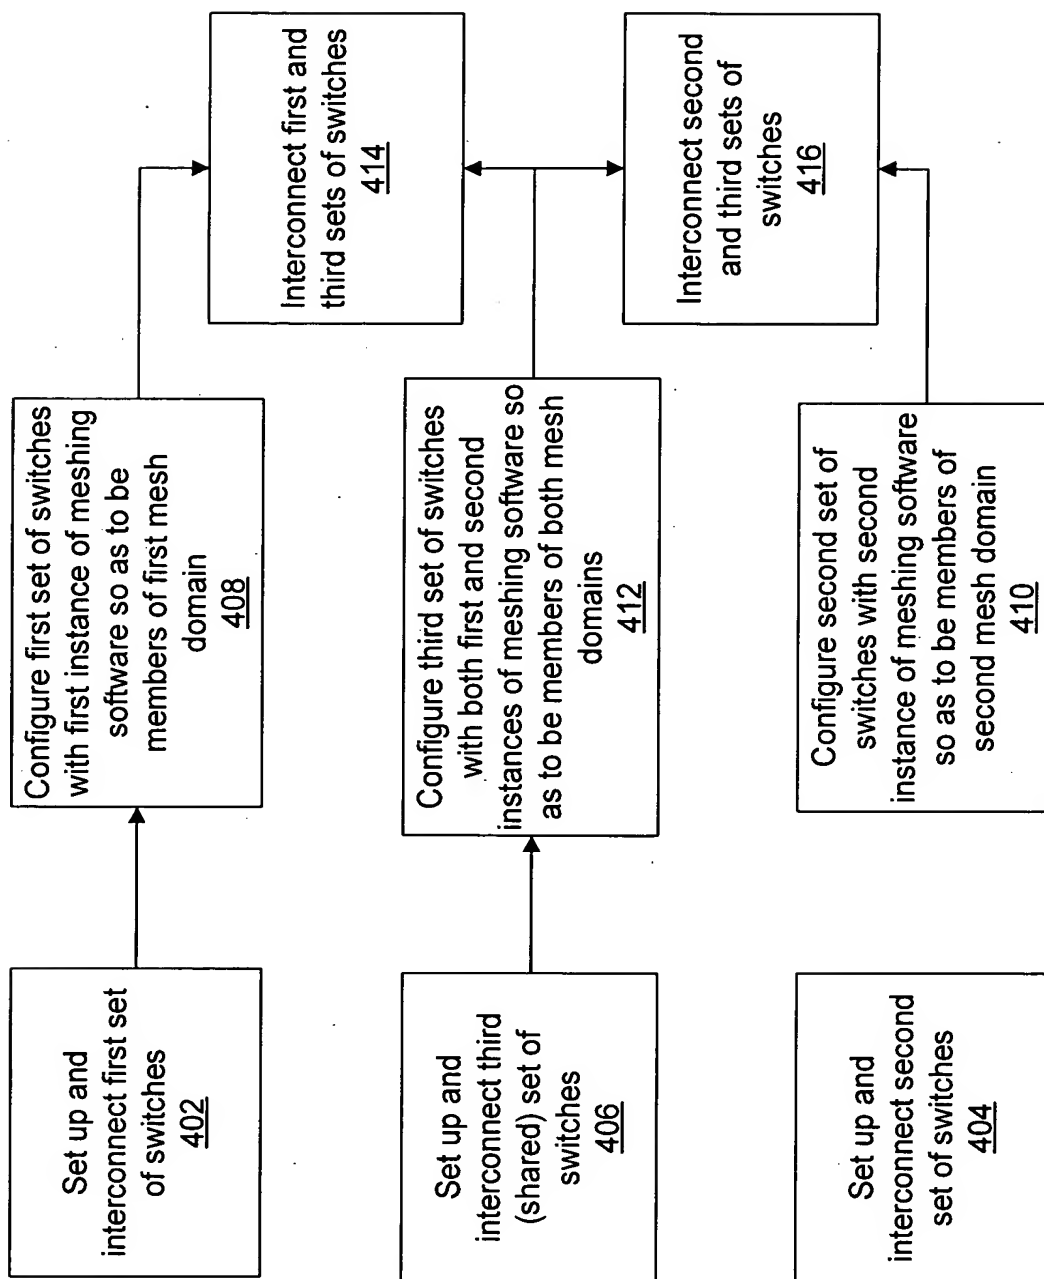 Set up and
interconnect first set
of switches
402
Set up and
interconnect third
(shared) set of
switches
406
Set up and
interconnect second
set of switches
404
Configure first set of switches
with first instance of meshing
software so as to be
members of first mesh
domain
408
Configure third set of switches
with both first and second
instances of meshing software so
as to be members of both mesh
domains
412
Configure second set of
switches with second
instance of meshing software
so as to be members of
second mesh domain
410
Interconnect first and
third sets of switches
414
Interconnect second
and third sets of
switches
416